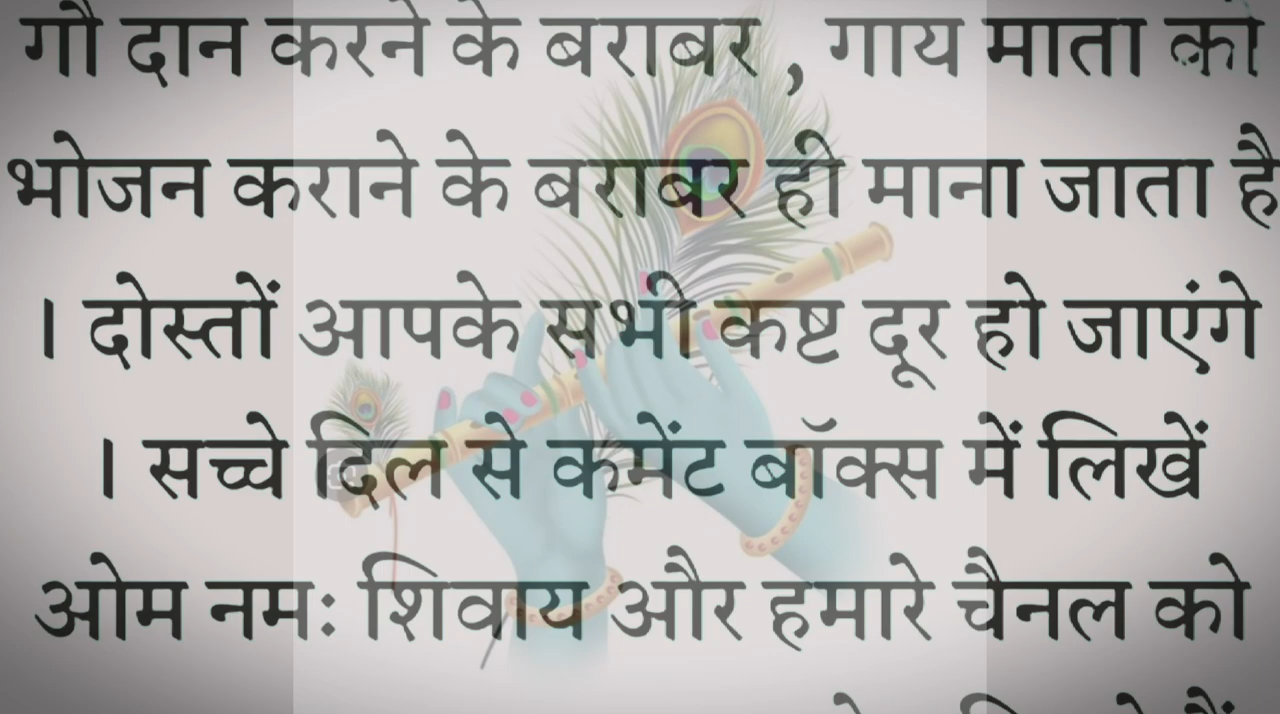 गौ दान करने के बराबर , गाय माता को
भोजन कराने के बराबर ही माना जाता है
। दोस्तों आपके सभी कष्ट दूर हो जाएंगे
। सच्चे दिल से कमेंट बॉक्स में लिखें
ओम नमः शिवाय और हमारे चैनल को